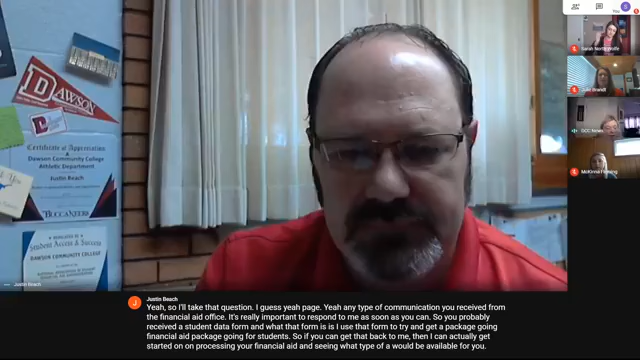 DAWSON
Certificate of Appreciation
Dawson Community College
Athletic Department
Justin Beach
BUCCANEERS
Student Access & Success
DAWSON COMMUNITY COLLEGE
Justin Beach
You
Sarah North Wolfe
Julie Brandt
GCC News
McKinna Fleming
J
Justin Beach
Yeah, so I'll take that question. I guess yeah page. Yeah any type of communication you received from
the financial aid office. It's really important to respond to me as soon as you can. So you probably
received a student data form and what that form is is I use that form to try and get a package going
financial aid package going for students. So if you can get that back to me, then I can actually get
started on on processing your financial aid and seeing what type of a would be available for you.